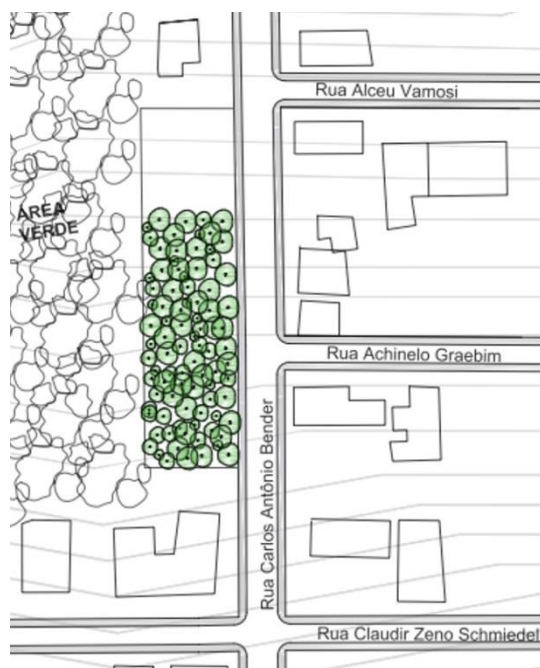 Rua Alceu Vamosi
ÁREA
VERDE
Rua Achinelo Graebim
Rua Carlos Antônio Bender
Rua Claudir Zeno Schmiedel